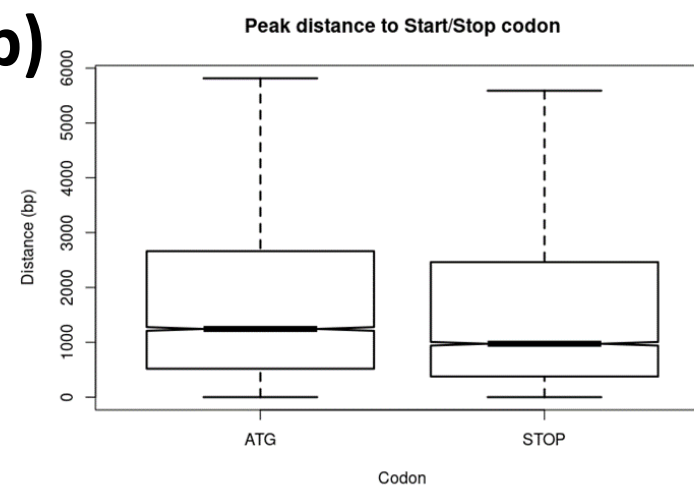 b)
Peak distance to Start/Stop codon
Distance (bp)
6000
5000
4000
3000
2000
1000
0
ATG STOP
Codon